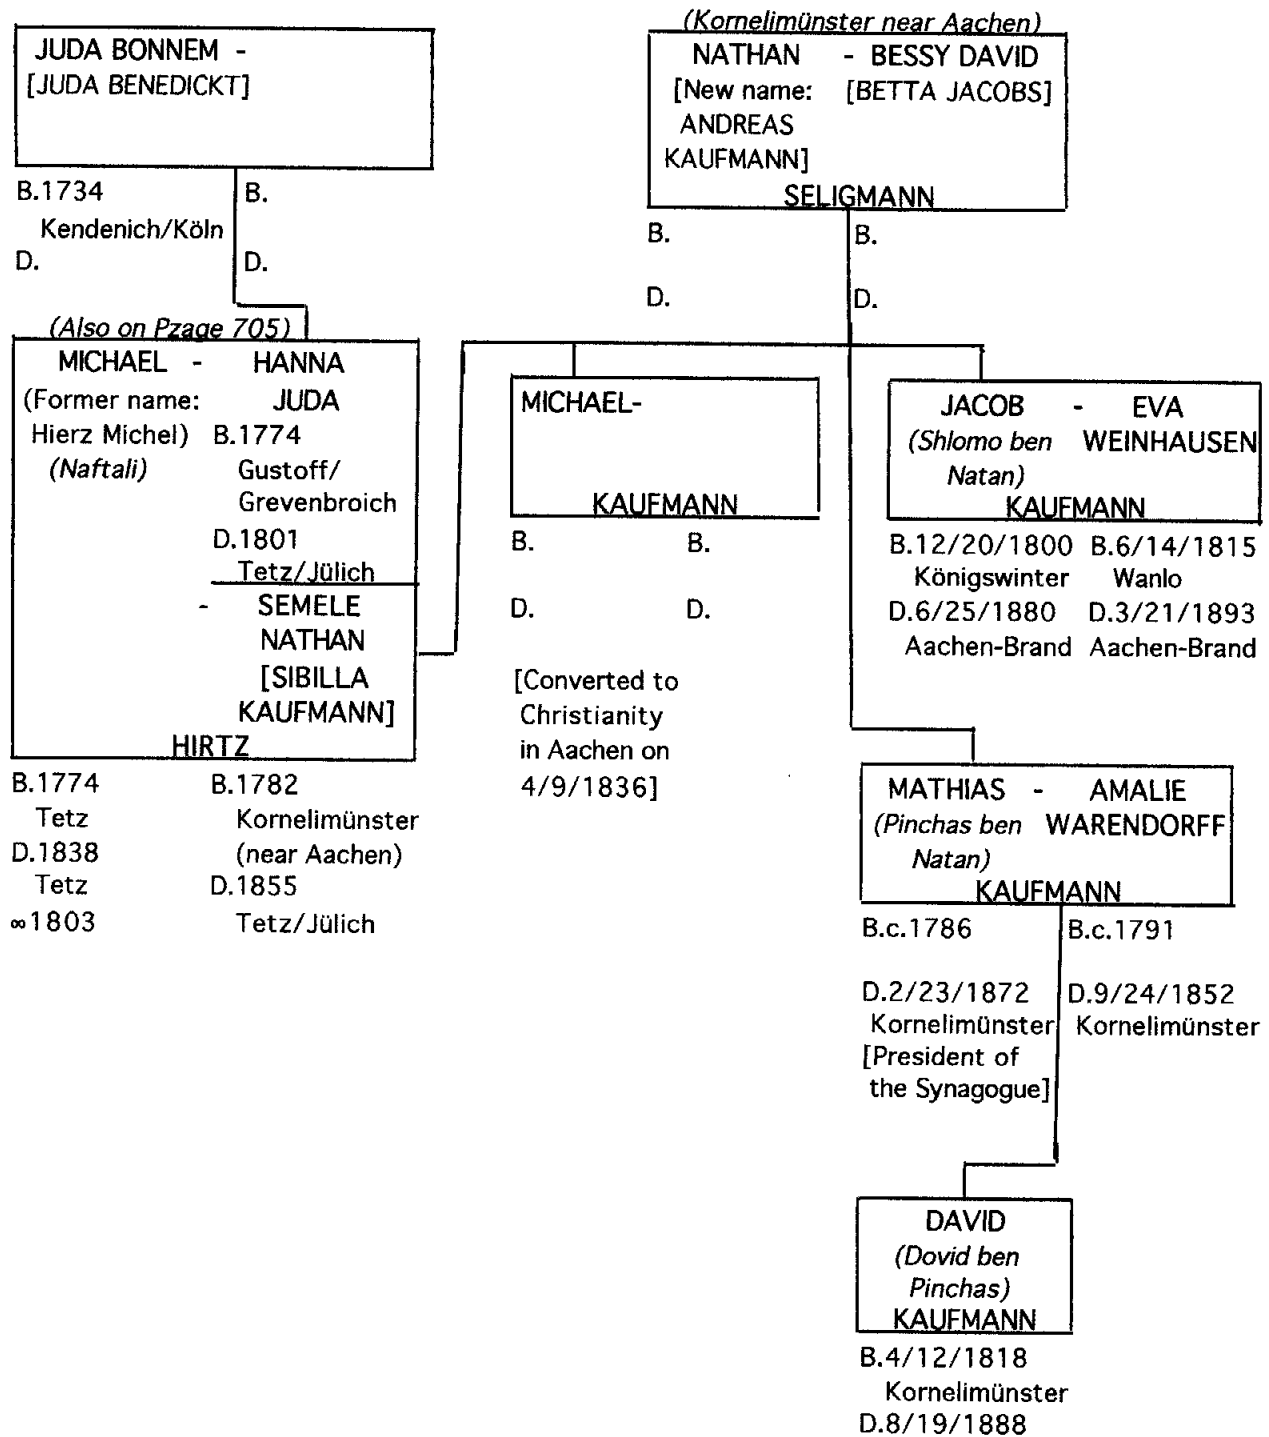 JUDA BONNEM -
[JUDA BENEDICKT]
B.1734 B.
Kendenich/Köln
D. D.
(Kornelimünster near Aachen)
NATHAN - BESSY DAVID
[New name: [BETTA JACOBS]
ANDREAS
KAUFMANN]
SELIGMANN
B. B.
D. D.
(Also on Pzage 705)
MICHAEL - HANNA
(Former name: JUDA
Hierz Michel) B.1774
(Naftali) Gustoff/
Grevenbroich
D.1801
Tetz/Jülich
- SEMELE
NATHAN
[SIBILLA
KAUFMANN]
HIRTZ
B.1774 B.1782
Tetz Kornelimünster
D.1838 (near Aachen)
Tetz D.1855
∞1803 Tetz/Jülich
MICHAEL-
KAUFMANN
B. B.
D. D.
[Converted to
Christianity
in Aachen on
4/9/1836]
JACOB - EVA
(Shlomo ben WEINHAUSEN
Natan)
KAUFMANN
B.12/20/1800 B.6/14/1815
Königswinter Wanlo
D.6/25/1880 D.3/21/1893
Aachen-Brand Aachen-Brand
MATHIAS - AMALIE
(Pinchas ben WARENDORFF
Natan)
KAUFMANN
B.c.1786 B.c.1791
D.2/23/1872 D.9/24/1852
Kornelimünster Kornelimünster
[President of
the Synagogue]
DAVID
(Dovid ben
Pinchas)
KAUFMANN
B.4/12/1818
Kornelimünster
D.8/19/1888